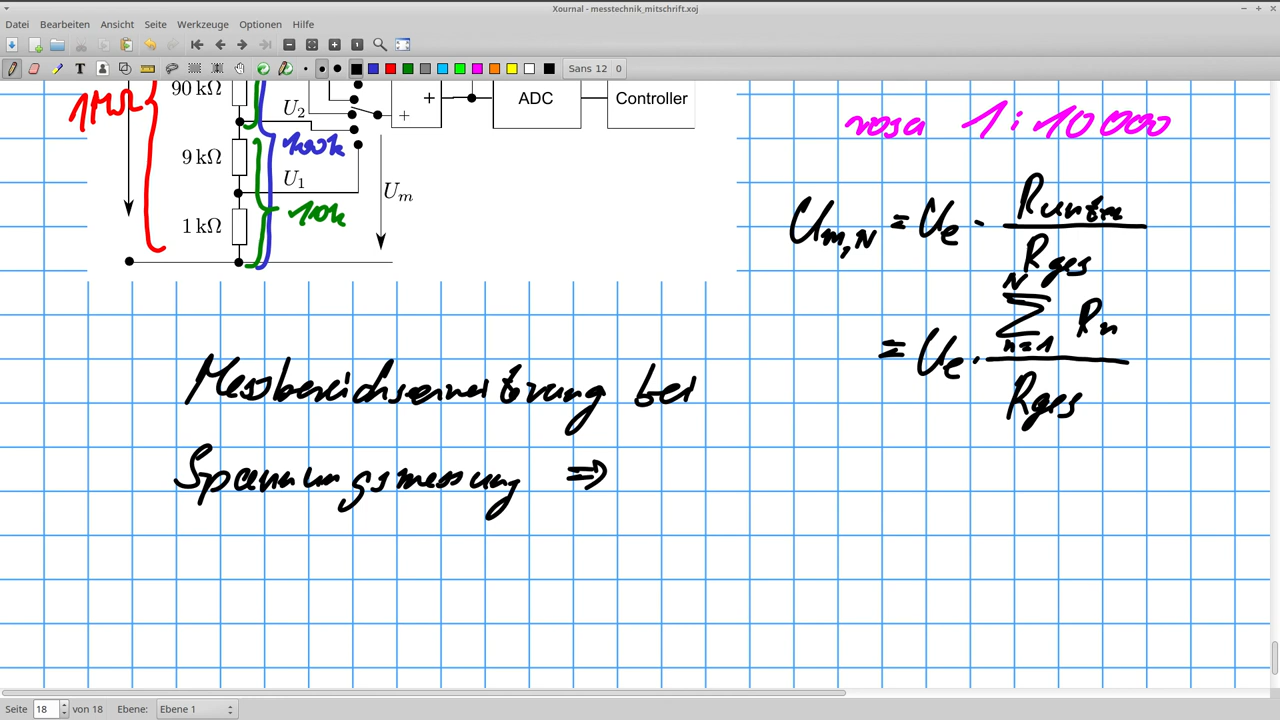 Xournal - messtechnik_mitschrift.xoj
Datei Bearbeiten Ansicht Seite Werkzeuge Optionen Hilfe
Sans 12 0
1MΩ
90 kΩ
U2
+
+
ADC
Controller
100k
9 kΩ
U1
Um
10k
1 kΩ
rosa 1:10000
Um,N = Ue · Runten / Rges
= Ue · N ∑ n=1 Rn / Rges
Messbereichserweiterung bei
Spannungsmessung ⇒
Seite 18 von 18 Ebene: Ebene 1